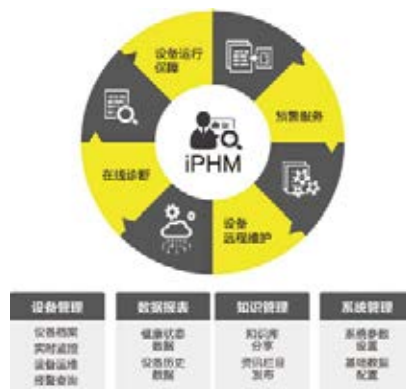 设备运行
保障
预警服务
iPHM
在线诊断
设备
远程维护
设备管理
数据报表
知识管理
系统管理
设备档案
实时监控
设备运维
报警查询
健康状态
数据
设备历史
数据
知识库
分享
资讯栏目
发布
系统参数
设置
基础数据
配置